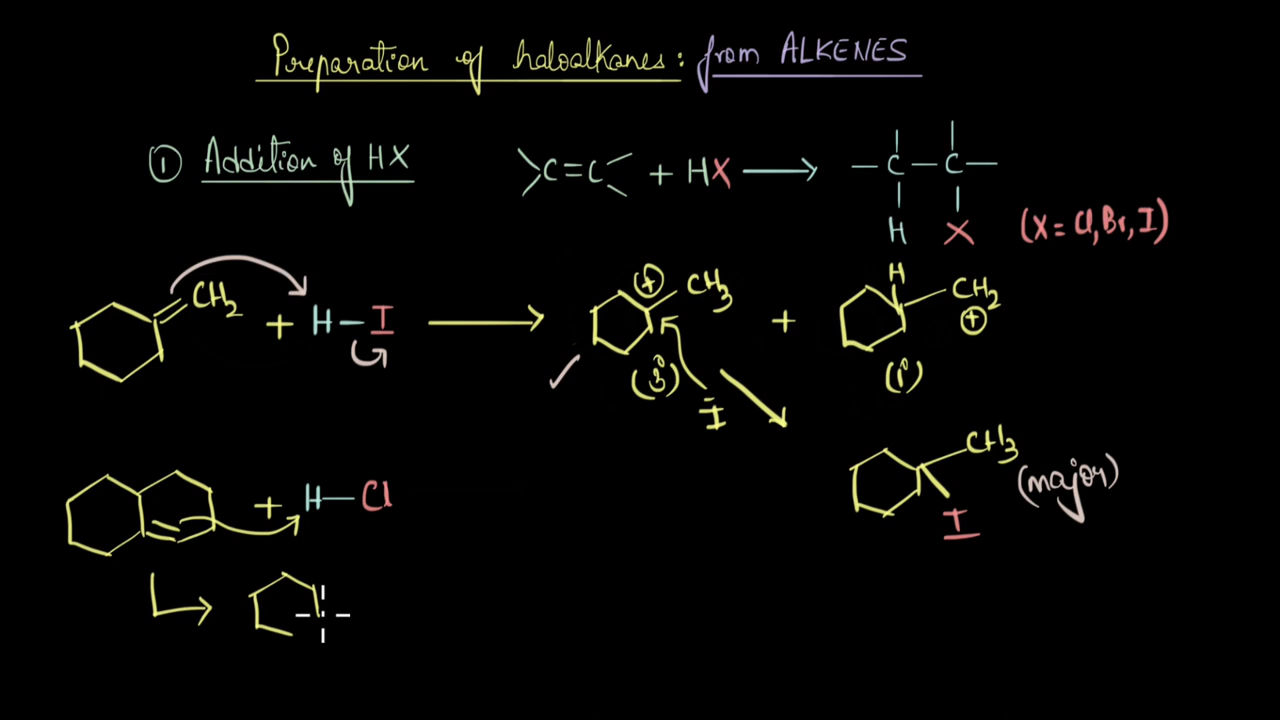 Preparation of haloalkanes: from ALKENES
① Addition of HX
>C=C< + HX ⟶ —C—C—
H X (X = Cl, Br, I)
CH2 + H—I ⟶ ⊕ CH3 + H CH2 ⊕
(3°) (1°)
I⁻
CH3 (major)
I
+ H—Cl